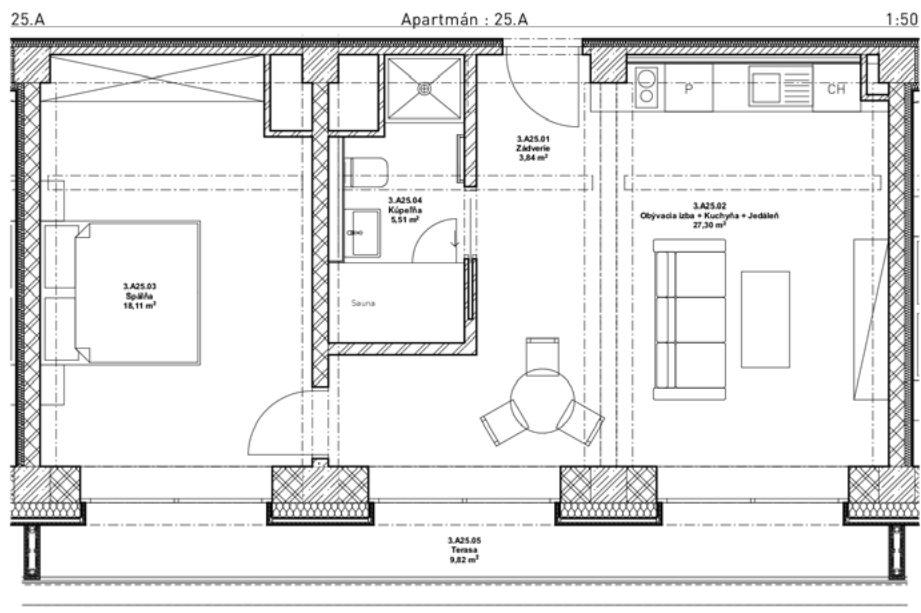 25.A
Apartmán : 25.A
1:50
P
CH
3.A25.01
Zádverie
3,84 m²
3.A25.04
Kúpeľňa
5,51 m²
3.A25.02
Obývacia izba + Kuchyňa + Jedáleň
27,30 m²
3.A25.03
Spálňa
18,11 m²
Sauna
3.A25.05
Terasa
9,82 m²